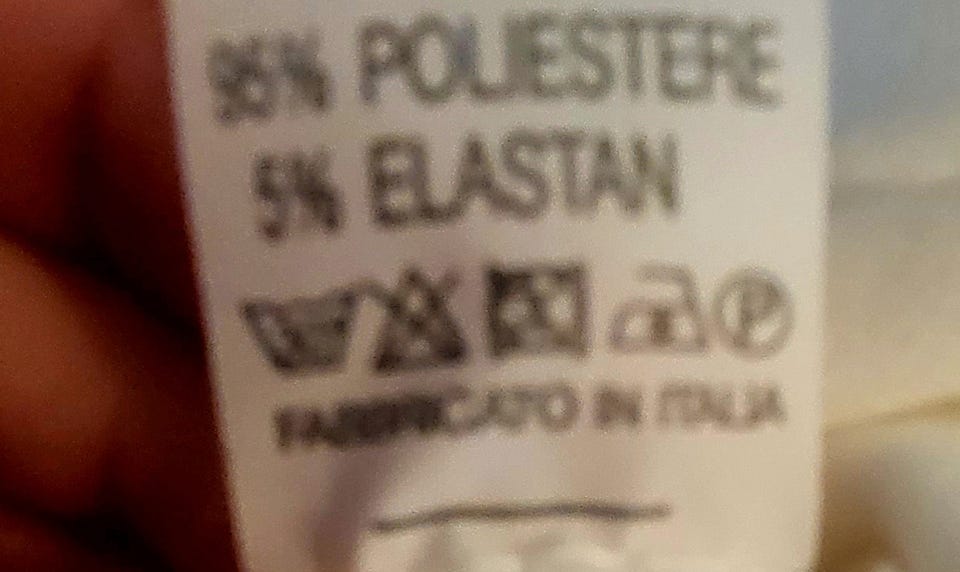 95% POLIESTERE
5% ELASTAN
P
FABBRICATO IN ITALIA